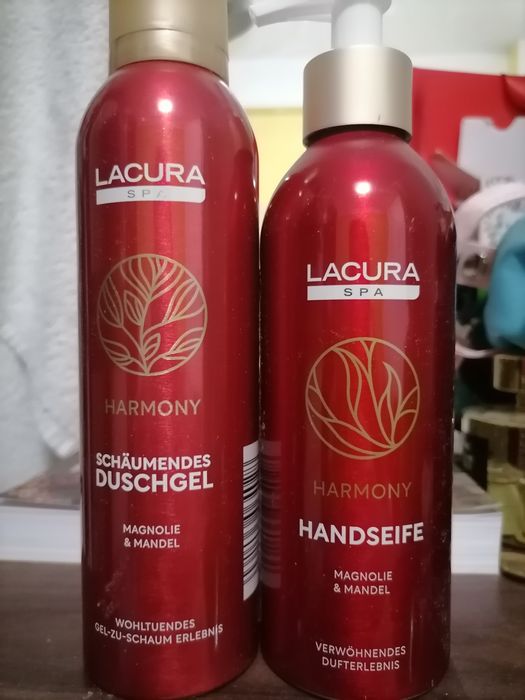 LACURA
SPA
HARMONY
SCHÄUMENDES
DUSCHGEL
MAGNOLIE
& MANDEL
WOHLTUENDES
GEL-ZU-SCHAUM ERLEBNIS
LACURA
SPA
HARMONY
HANDSEIFE
MAGNOLIE
& MANDEL
VERWÖHNENDES
DUFTERLEBNIS